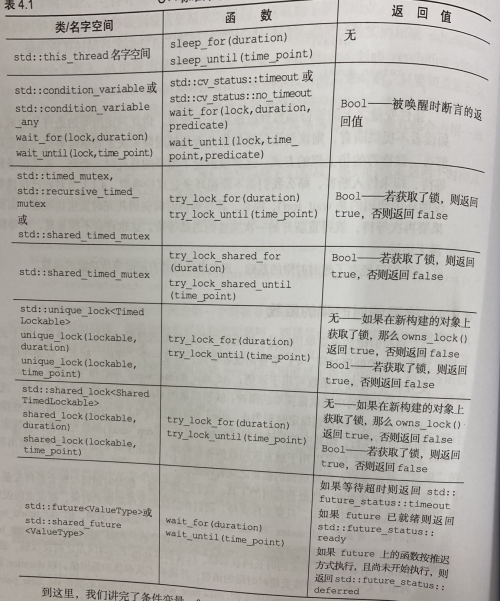 表 4.1
类/名字空间
函 数
返 回 值
std::this_thread 名字空间
sleep_for(duration)
sleep_until(time_point)
无
std::condition_variable 或
std::condition_variable
_any
wait_for(lock,duration)
wait_until(lock,time_point)
std::cv_status::timeout 或
std::cv_status::no_timeout
wait_for(lock,duration,
predicate)
wait_until(lock,time_
point,predicate)
Bool——被唤醒时断言的返
回值
std::timed_mutex,
std::recursive_timed_
mutex
或
std::shared_timed_mutex
try_lock_for(duration)
try_lock_until(time_point)
Bool——若获取了锁，则返回
true，否则返回 false
std::shared_timed_mutex
try_lock_shared_for
(duration)
try_lock_shared_until
(time_point)
Bool——若获取了锁，则返回
true，否则返回 false
std::unique_lock<Timed
Lockable>
unique_lock(lockable,
duration)
unique_lock(lockable,
time_point)
try_lock_for(duration)
try_lock_until(time_point)
无——如果在新构建的对象上
获取了锁，那么 owns_lock()
返回 true，否则返回 false
Bool——若获取了锁，则返回
true，否则返回 false
std::shared_lock<Shared
TimedLockable>
shared_lock(lockable,
duration)
shared_lock(lockable,
time_point)
try_lock_for(duration)
try_lock_until(time_point)
无——如果在新构建的对象上
获取了锁，那么 owns_lock()
返回 true，否则返回 false
Bool——若获取了锁，则返回
true，否则返回 false
std::future<ValueType>或
std::shared_future
<ValueType>
wait_for(duration)
wait_until(time_point)
如果等待超时则返回 std::
future_status::timeout
如果 future 已就绪则返回
std::future_status::
ready
如果 future 上的函数按推迟
方式执行，且尚未开始执行，则
返回 std::future_status::
deferred
到这里，我们讲完了条件变量